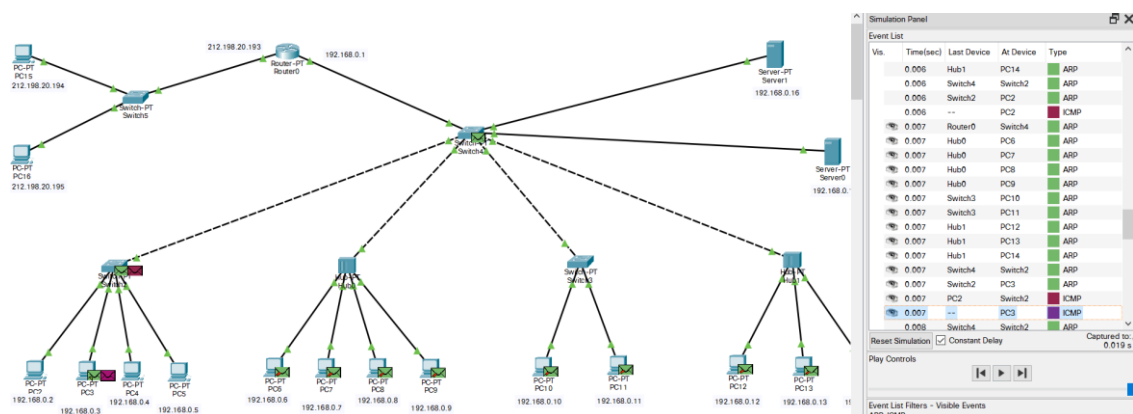 212.198.20.193
192.168.0.1
Router-PT
Router0
PC-PT
PC15
212.198.20.194
Switch-PT
Switch5
PC-PT
PC16
212.198.20.195
Server-PT
Server1
192.168.0.16
Switch4
Server-PT
Server0
Switch2
Hub-PT
Switch-PT
Switch3
Hub-PT
Hub1
PC-PT
192.168.0.2
PC-PT
PC3
192.168.0.3
PC-PT
PC4
192.168.0.4
PC-PT
PC5
192.168.0.5
PC-PT
192.168.0.6
PC-PT
PC7
192.168.0.7
PC-PT
PC8
192.168.0.8
PC-PT
PC9
192.168.0.9
PC-PT
PC10
192.168.0.10
PC-PT
PC11
192.168.0.11
PC-PT
PC12
192.168.0.12
PC-PT
PC13
192.168.0.13
192.168.0.
Simulation Panel
Event List
Vis. Time(sec) Last Device At Device Type
0.006 Hub1 PC14 ARP
0.006 Switch4 Switch2 ARP
0.006 Switch2 PC2 ARP
0.006 -- PC2 ICMP
0.007 Router0 Switch4 ARP
0.007 Hub0 PC6 ARP
0.007 Hub0 PC7 ARP
0.007 Hub0 PC8 ARP
0.007 Hub0 PC9 ARP
0.007 Switch3 PC10 ARP
0.007 Switch3 PC11 ARP
0.007 Hub1 PC12 ARP
0.007 Hub1 PC13 ARP
0.007 Hub1 PC14 ARP
0.007 Switch4 Switch2 ARP
0.007 Switch2 PC3 ARP
0.007 PC2 Switch2 ICMP
0.007 -- PC3 ICMP
0.008 Switch4 Switch2 ARP
Reset Simulation Constant Delay Captured to:
0.019 s
Play Controls
Event List Filters - Visible Events